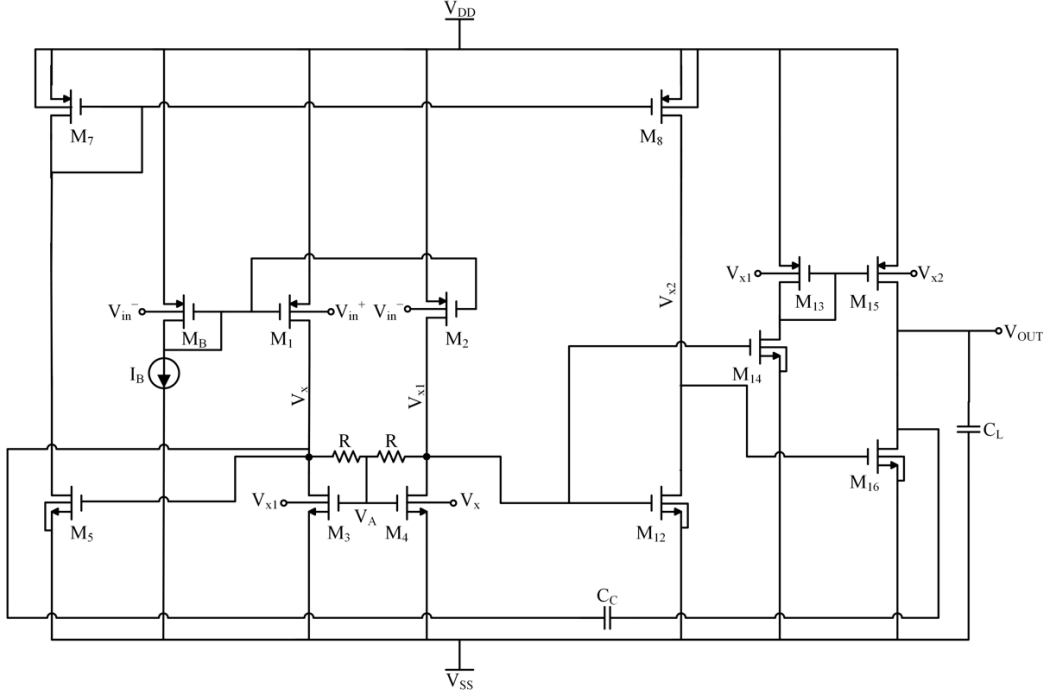 V_DD
M_7
M_8
V_x1
V_x2
M_13
M_15
V_in^-
V_in^+
V_in^-
M_B
M_1
M_2
V_x2
V_OUT
M_14
I_B
V_x
V_x1
R
R
C_L
M_16
V_x1
V_x
V_A
M_5
M_3
M_4
M_12
C_C
V_SS